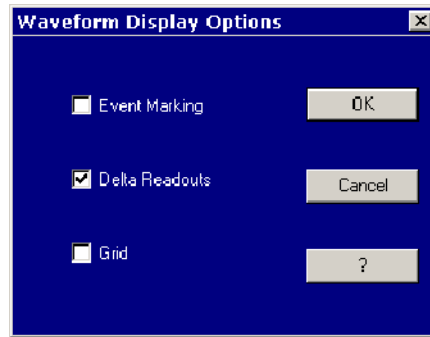 Waveform Display Options
Event Marking
OK
Delta Readouts
Cancel
Grid
?